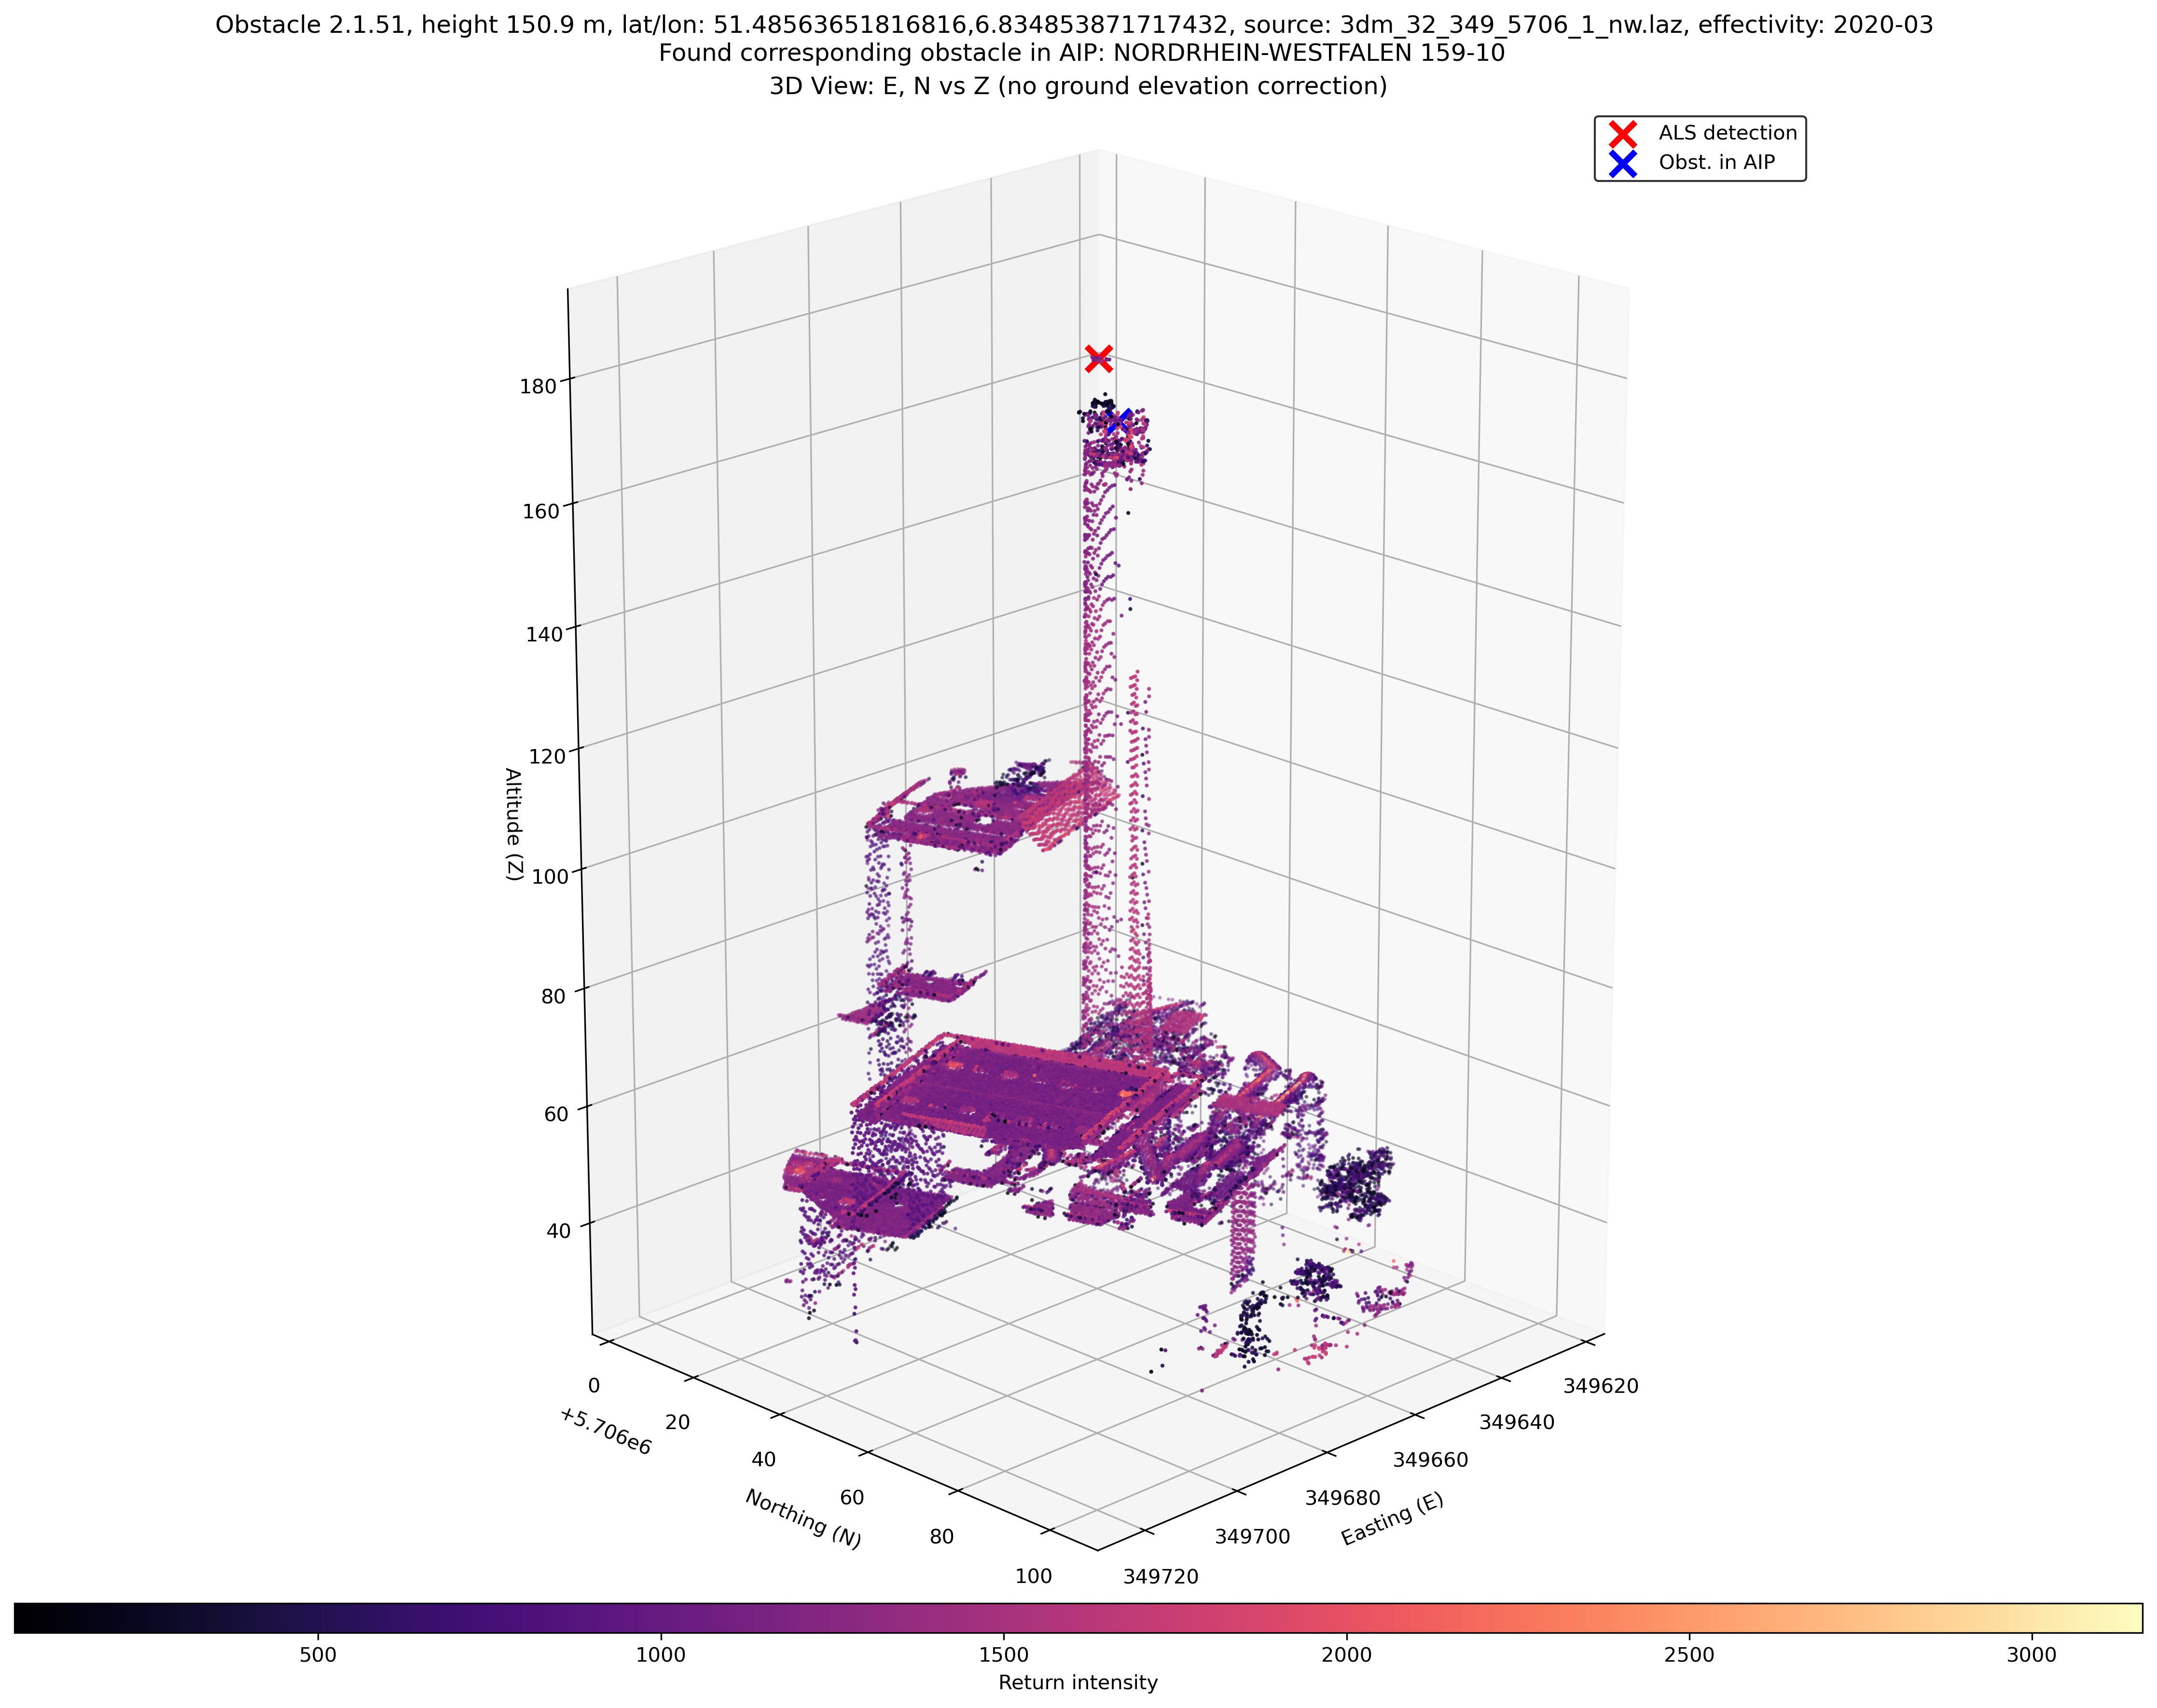 Obstacle 2.1.51, height 150.9 m, lat/lon: 51.48563651816816,6.834853871717432, source: 3dm_32_349_5706_1_nw.laz, effectivity: 2020-03
Found corresponding obstacle in AIP: NORDRHEIN-WESTFALEN 159-10
3D View: E, N vs Z (no ground elevation correction)
ALS detection
Obst. in AIP
180
160
140
120
100
80
60
40
Altitude (Z)
0
20
40
60
80
100
+5.706e6
Northing (N)
349620
349640
349660
349680
349700
349720
Easting (E)
500
1000
1500
2000
2500
3000
Return intensity